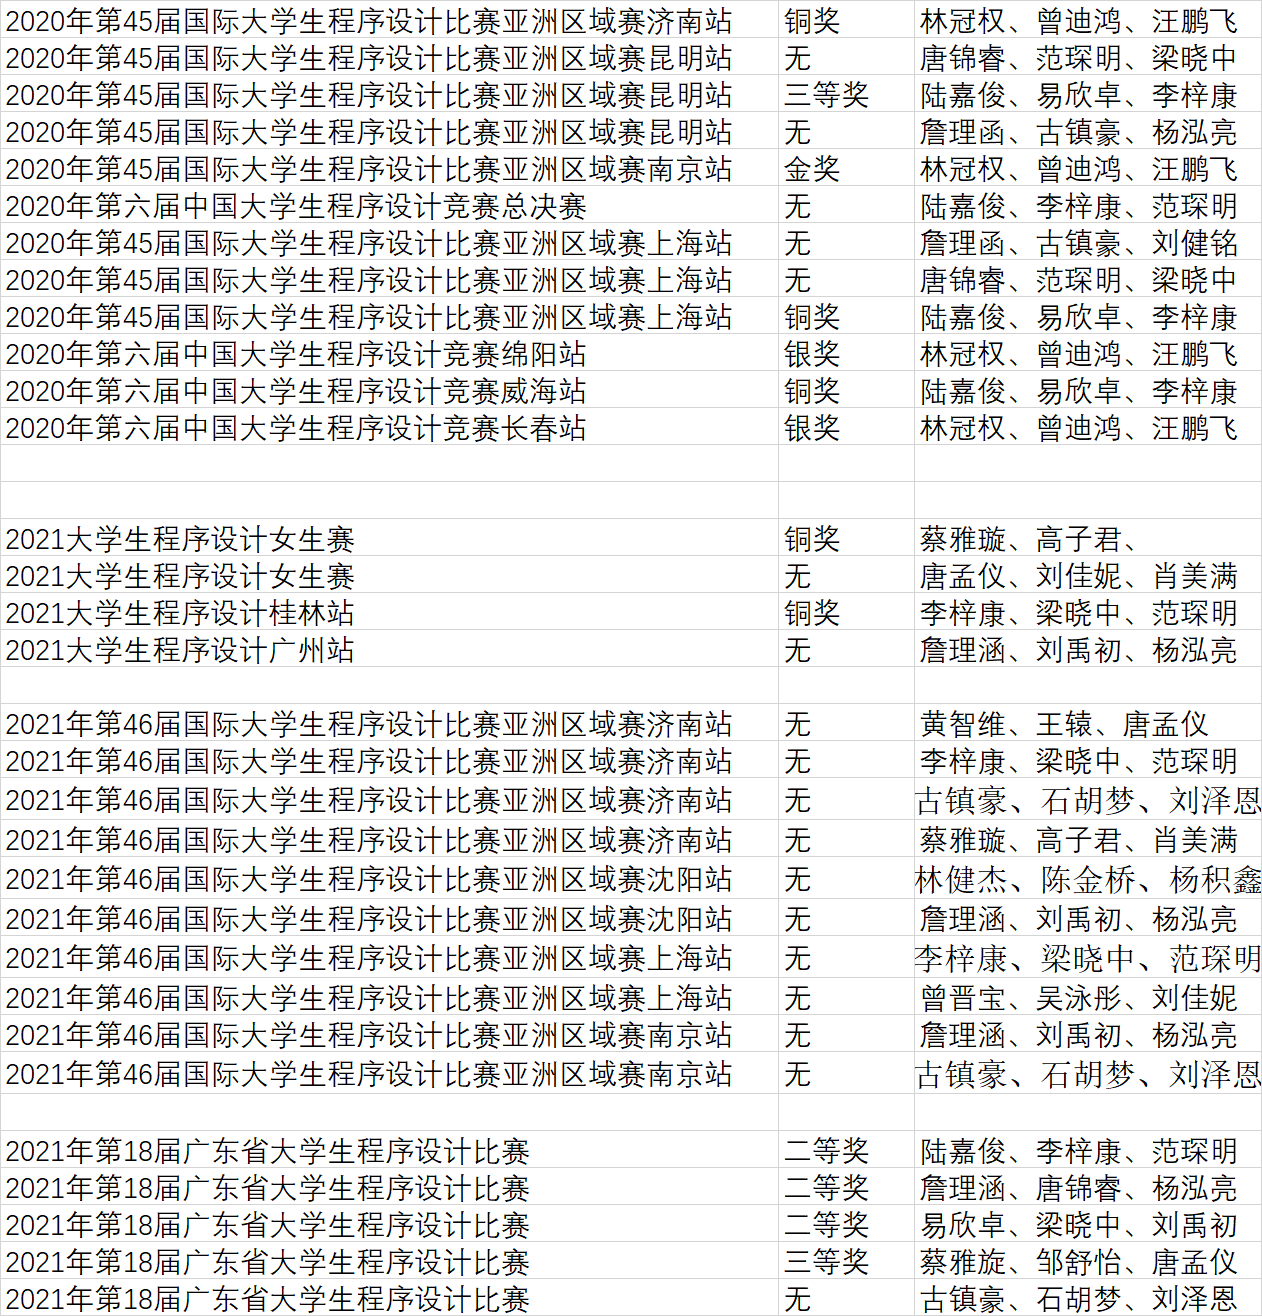 2020年第45届国际大学生程序设计比赛亚洲区域赛济南站 铜奖 林冠权、曾迪鸿、汪鹏飞
2020年第45届国际大学生程序设计比赛亚洲区域赛昆明站 无 唐锦睿、范琛明、梁晓中
2020年第45届国际大学生程序设计比赛亚洲区域赛昆明站 三等奖 陆嘉俊、易欣卓、李梓康
2020年第45届国际大学生程序设计比赛亚洲区域赛昆明站 无 詹理函、古镇豪、杨泓亮
2020年第45届国际大学生程序设计比赛亚洲区域赛南京站 金奖 林冠权、曾迪鸿、汪鹏飞
2020年第六届中国大学生程序设计竞赛总决赛 无 陆嘉俊、李梓康、范琛明
2020年第45届国际大学生程序设计比赛亚洲区域赛上海站 无 詹理函、古镇豪、刘健铭
2020年第45届国际大学生程序设计比赛亚洲区域赛上海站 无 唐锦睿、范琛明、梁晓中
2020年第45届国际大学生程序设计比赛亚洲区域赛上海站 铜奖 陆嘉俊、易欣卓、李梓康
2020年第六届中国大学生程序设计竞赛绵阳站 银奖 林冠权、曾迪鸿、汪鹏飞
2020年第六届中国大学生程序设计竞赛威海站 铜奖 陆嘉俊、易欣卓、李梓康
2020年第六届中国大学生程序设计竞赛长春站 银奖 林冠权、曾迪鸿、汪鹏飞
2021大学生程序设计女生赛 铜奖 蔡雅璇、高子君、
2021大学生程序设计女生赛 无 唐孟仪、刘佳妮、肖美满
2021大学生程序设计桂林站 铜奖 李梓康、梁晓中、范琛明
2021大学生程序设计广州站 无 詹理涵、刘禹初、杨泓亮
2021年第46届国际大学生程序设计比赛亚洲区域赛济南站 无 黄智维、王辕、唐孟仪
2021年第46届国际大学生程序设计比赛亚洲区域赛济南站 无 李梓康、梁晓中、范琛明
2021年第46届国际大学生程序设计比赛亚洲区域赛济南站 无 古镇豪、石胡梦、刘泽恩
2021年第46届国际大学生程序设计比赛亚洲区域赛济南站 无 蔡雅璇、高子君、肖美满
2021年第46届国际大学生程序设计比赛亚洲区域赛沈阳站 无 林健杰、陈金桥、杨积鑫
2021年第46届国际大学生程序设计比赛亚洲区域赛沈阳站 无 詹理涵、刘禹初、杨泓亮
2021年第46届国际大学生程序设计比赛亚洲区域赛上海站 无 李梓康、梁晓中、范琛明
2021年第46届国际大学生程序设计比赛亚洲区域赛上海站 无 曾晋宝、吴泳彤、刘佳妮
2021年第46届国际大学生程序设计比赛亚洲区域赛南京站 无 詹理涵、刘禹初、杨泓亮
2021年第46届国际大学生程序设计比赛亚洲区域赛南京站 无 古镇豪、石胡梦、刘泽恩
2021年第18届广东省大学生程序设计比赛 二等奖 陆嘉俊、李梓康、范琛明
2021年第18届广东省大学生程序设计比赛 二等奖 詹理涵、唐锦睿、杨泓亮
2021年第18届广东省大学生程序设计比赛 二等奖 易欣卓、梁晓中、刘禹初
2021年第18届广东省大学生程序设计比赛 三等奖 蔡雅旋、邹舒怡、唐孟仪
2021年第18届广东省大学生程序设计比赛 无 古镇豪、石胡梦、刘泽恩